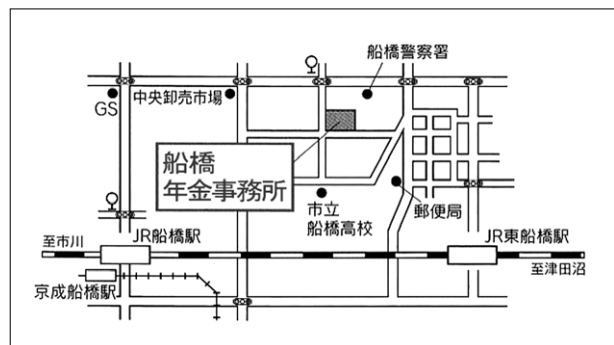 船橋警察署
中央卸売市場
GS
船橋
年金事務所
市立
船橋高校
郵便局
JR船橋駅
JR東船橋駅
至市川
至津田沼
京成船橋駅